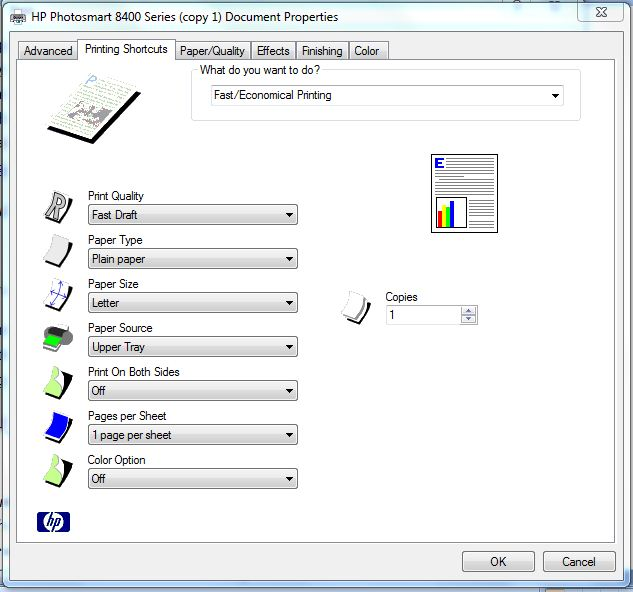 HP Photosmart 8400 Series (copy 1) Document Properties
Advanced Printing Shortcuts Paper/Quality Effects Finishing Color
What do you want to do?
Fast/Economical Printing
E
Print Quality
Fast Draft
Paper Type
Plain paper
Paper Size
Letter
Copies
1
Paper Source
Upper Tray
Print On Both Sides
Off
Pages per Sheet
1 page per sheet
Color Option
Off
hp
OK Cancel